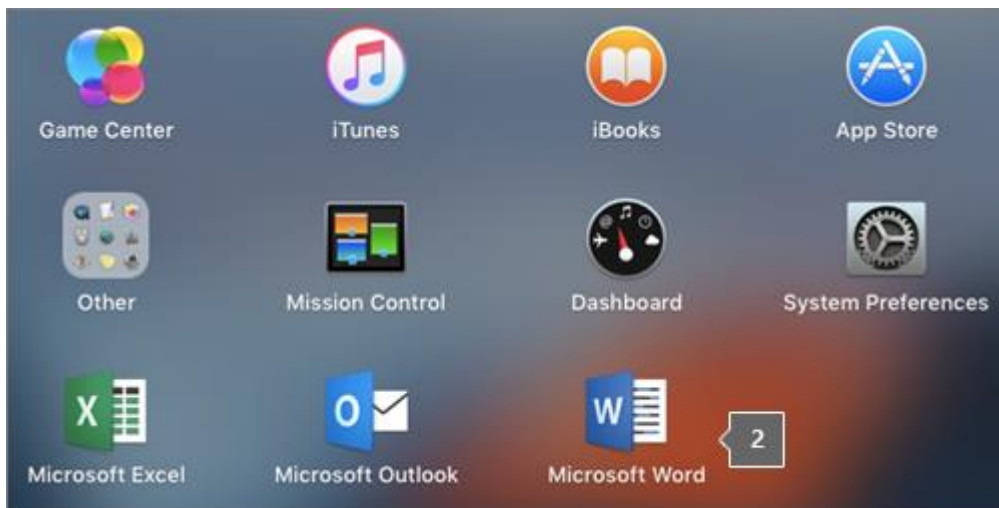 Game Center
iTunes
iBooks
App Store
Other
Mission Control
Dashboard
System Preferences
X
O
W
2
Microsoft Excel
Microsoft Outlook
Microsoft Word